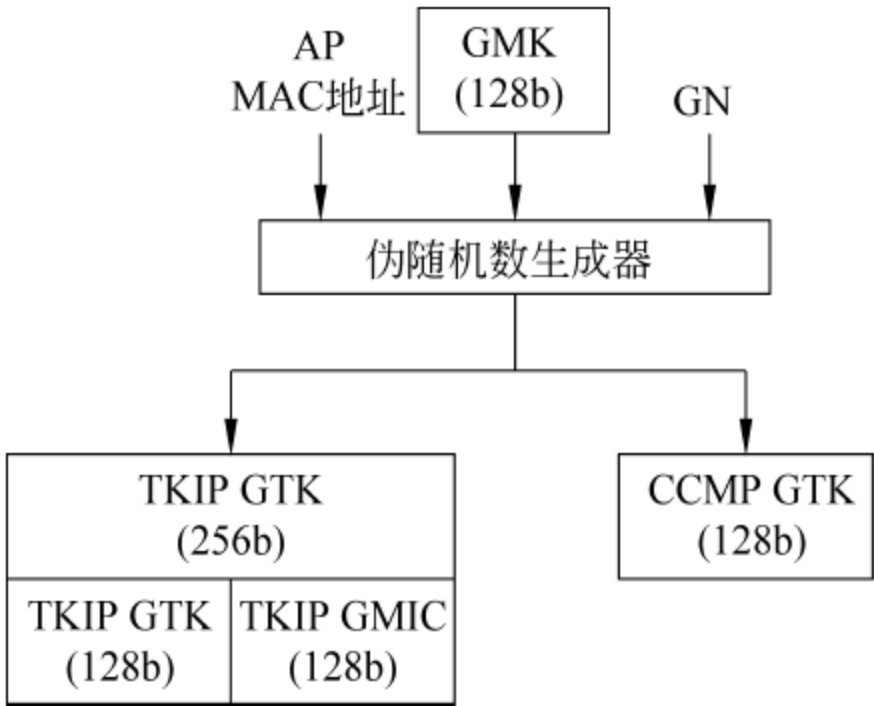 AP
MAC地址
GMK
(128b)
GN
伪随机数生成器
TKIP GTK
(256b)
TKIP GTK
(128b)
TKIP GMIC
(128b)
CCMP GTK
(128b)